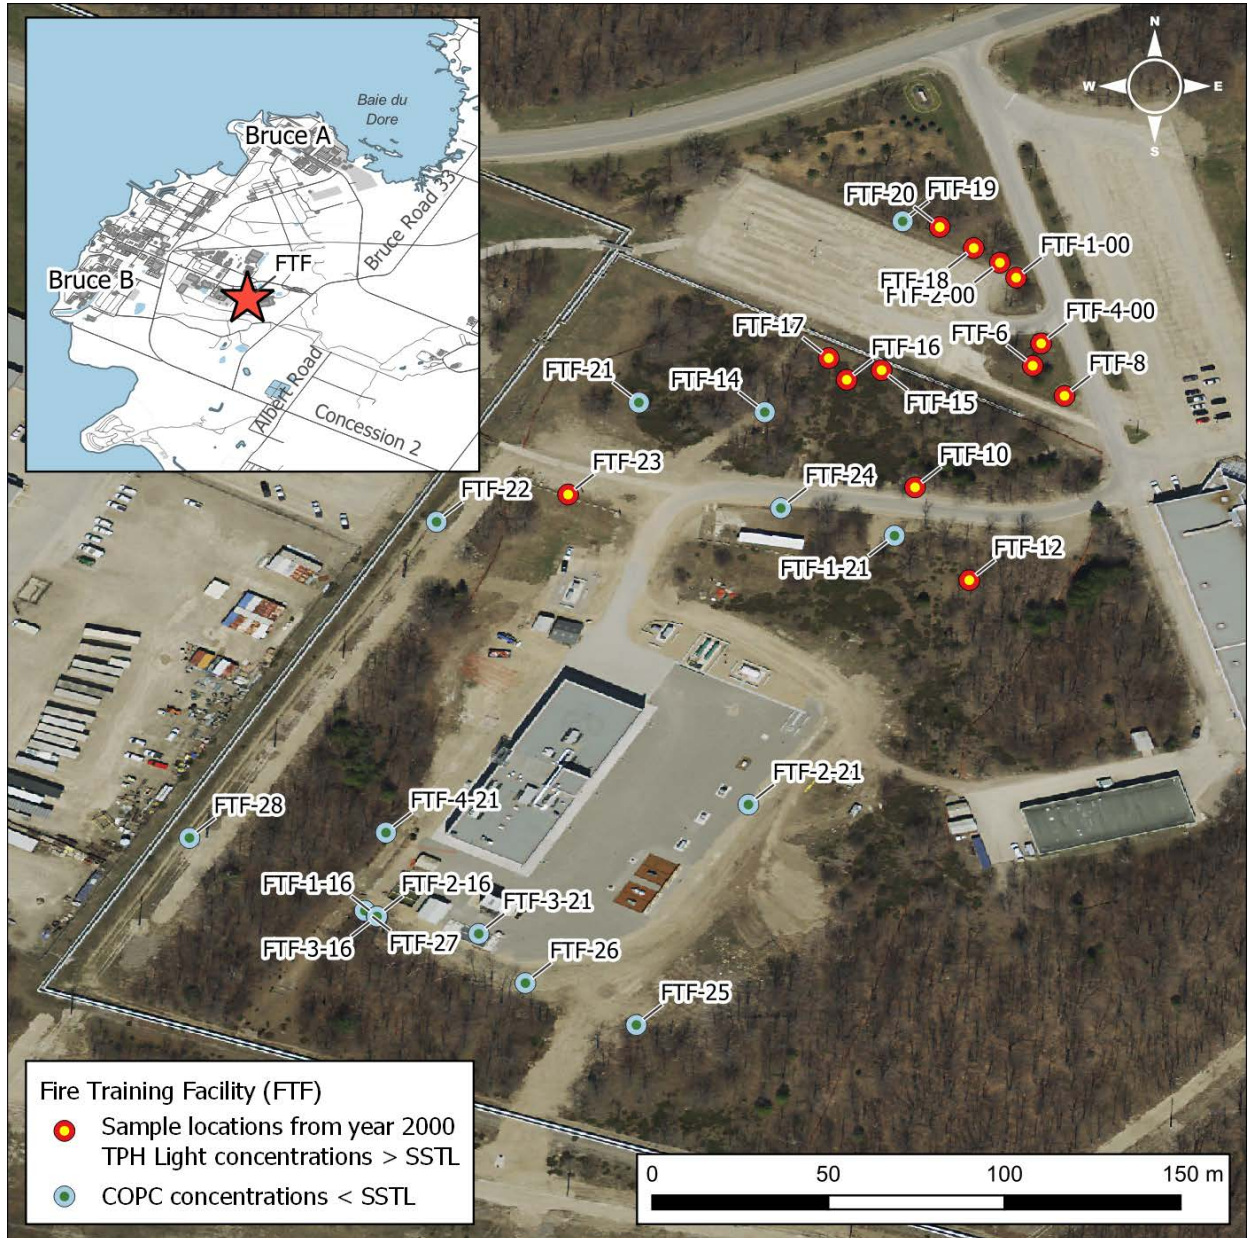 Baie du
Dore
Bruce A
Bruce Road 33
FTF
Bruce B
Albert Road
Concession 2
N
W
E
S
FTF-20
FTF-19
FTF-18
FTF-1-00
FTF-2-00
FTF-4-00
FTF-6
FTF-8
FTF-17
FTF-16
FTF-15
FTF-21
FTF-14
FTF-10
FTF-23
FTF-24
FTF-22
FTF-1-21
FTF-12
FTF-2-21
FTF-4-21
FTF-28
FTF-1-16
FTF-2-16
FTF-3-21
FTF-3-16
FTF-27
FTF-26
FTF-25
Fire Training Facility (FTF)
Sample locations from year 2000
TPH Light concentrations > SSTL
COPC concentrations < SSTL
0 50 100 150 m